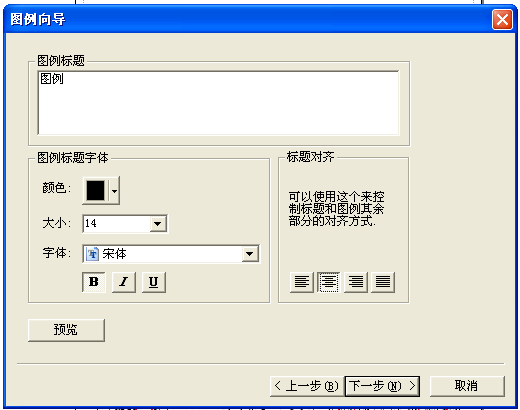 图例向导
图例标题
图例
图例标题字体
颜色:
大小: 14
字体: 宋体
B I U
标题对齐
可以使用这个来控
制标题和图例其余
部分的对齐方式.
预览
< 上一步(B) 下一步(N) > 取消